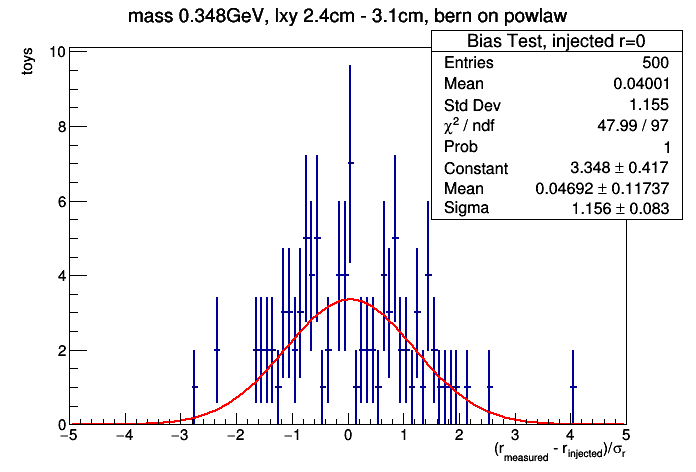 mass 0.348GeV, lxy 2.4cm - 3.1cm, bern on powlaw
toys
Bias Test, injected r=0
Entries 500
Mean 0.04001
Std Dev 1.155
χ² / ndf 47.99 / 97
Prob 1
Constant 3.348 ± 0.417
Mean 0.04692 ± 0.11737
Sigma 1.156 ± 0.083
10
8
6
4
2
0
−5 −4 −3 −2 −1 0 1 2 3 4 5
(r_measured - r_injected)/σ_r